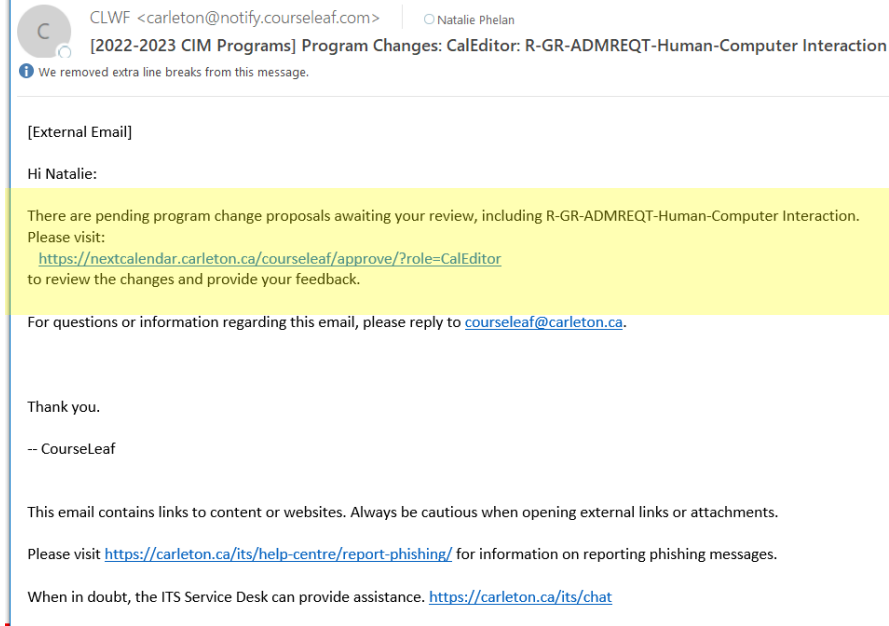 C
CLWF <carleton@notify.courseleaf.com>
Natalie Phelan
[2022-2023 CIM Programs] Program Changes: CalEditor: R-GR-ADMREQT-Human-Computer Interaction
We removed extra line breaks from this message.
[External Email]
Hi Natalie:
There are pending program change proposals awaiting your review, including R-GR-ADMREQT-Human-Computer Interaction.
Please visit:
https://nextcalendar.carleton.ca/courseleaf/approve/?role=CalEditor
to review the changes and provide your feedback.
For questions or information regarding this email, please reply to courseleaf@carleton.ca.
Thank you.
-- CourseLeaf
This email contains links to content or websites. Always be cautious when opening external links or attachments.
Please visit https://carleton.ca/its/help-centre/report-phishing/ for information on reporting phishing messages.
When in doubt, the ITS Service Desk can provide assistance. https://carleton.ca/its/chat